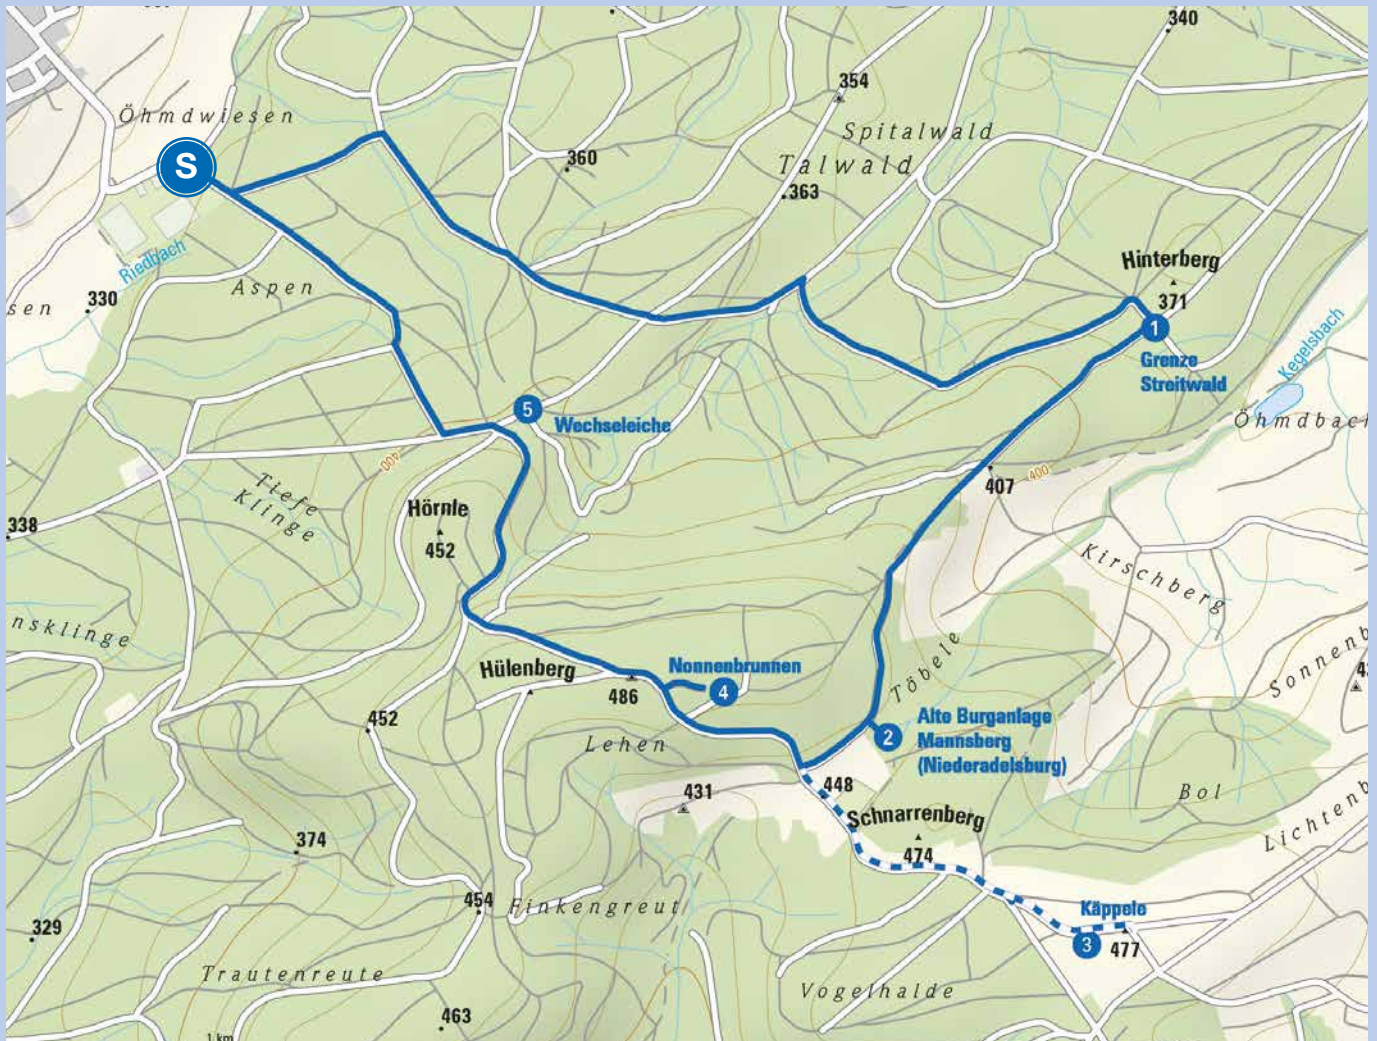 340
354
Öhmdwiesen
Spitalwald
S
360
Talwald
363
Riedbach
Hinterberg
sen
330
Aspen
371
1
Grenze
Streitwald
Kegelsbach
5
Wechseleiche
Öhmdbach
400
400
407
Tiefe
Klinge
Hörnle
452
338
Kirschberg
nsklinge
Töbele
Sonnenb
Hülenberg
486
Nonnenbrunnen
4
452
Lehen
2
Alte Burganlage
Mannsberg
(Niederadelsburg)
448
431
Bol
Schnarrenberg
474
Lichtenb
374
454
Finkengreut
Käppele
3
477
329
Trautenreute
Vogelhalde
463
1 km